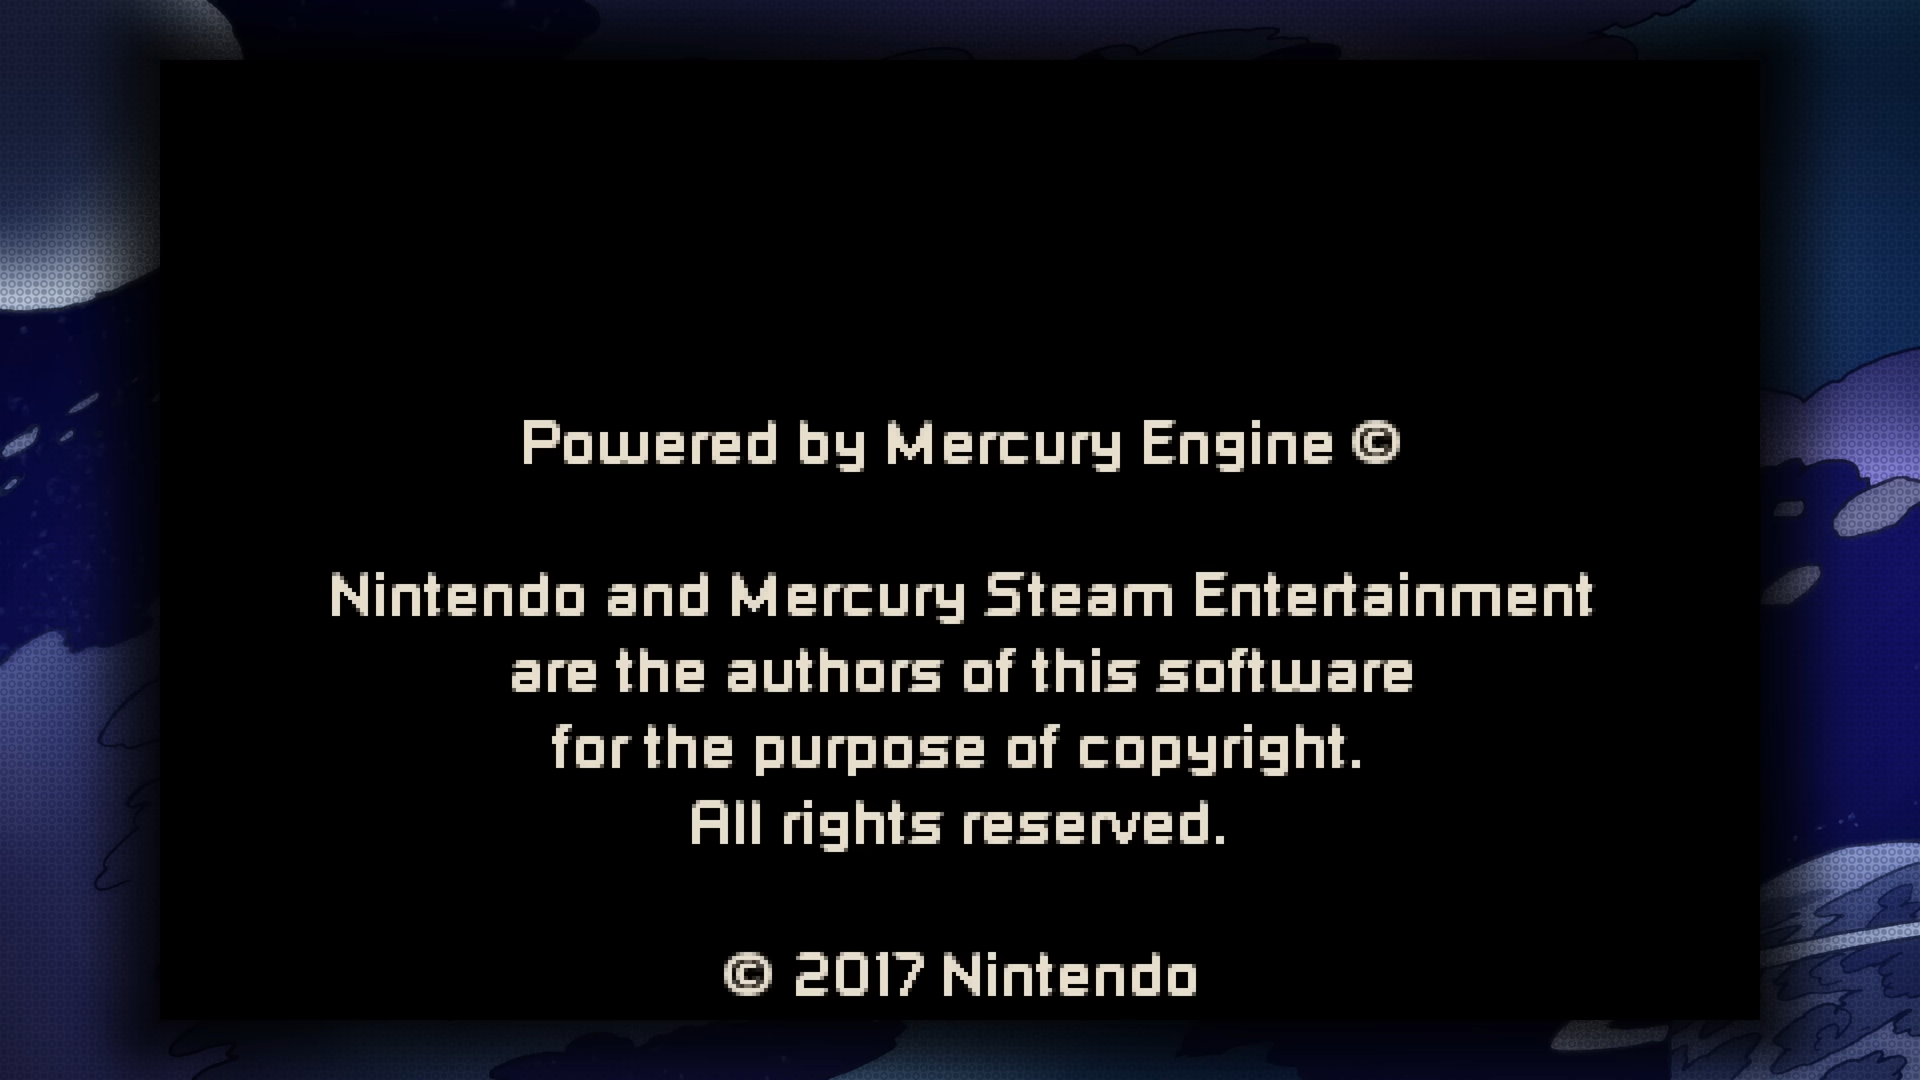 Powered by Mercury Engine ©
Nintendo and Mercury Steam Entertainment
are the authors of this software
for the purpose of copyright.
All rights reserved.
© 2017 Nintendo